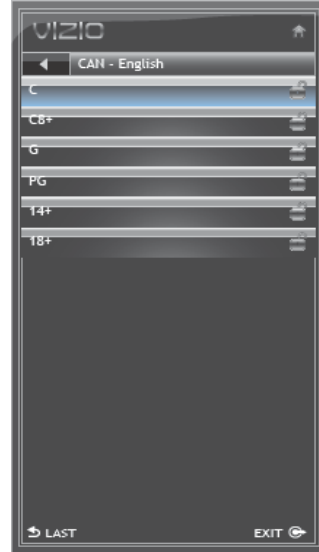 VIZIO
CAN - English
C
C8+
G
PG
14+
18+
LAST EXIT